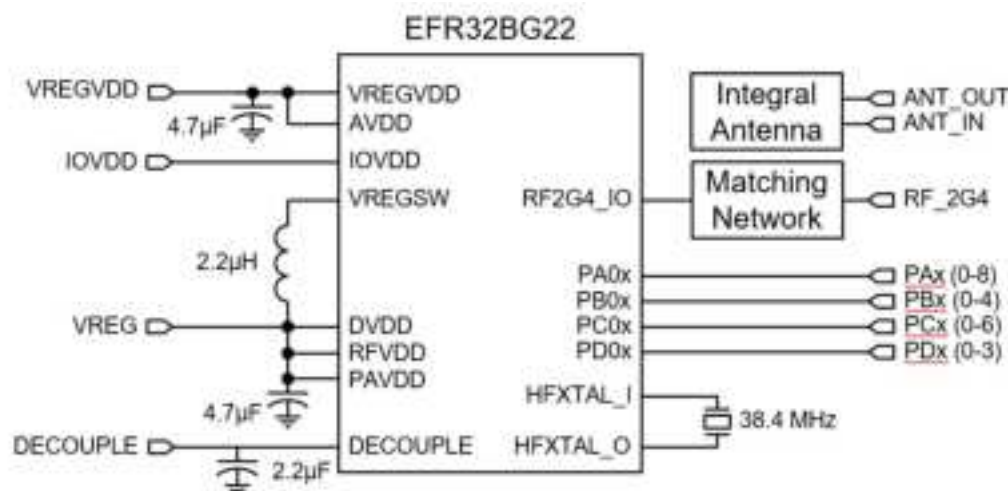 EFR32BG22
VREGVDD
4.7µF
VREGVDD
AVDD
IOVDD
IOVDD
VREGSW
2.2µH
VREG
DVDD
RFVDD
PAVDD
4.7µF
DECOUPLE
DECOUPLE
2.2µF
RF2G4_IO
PA0x
PB0x
PC0x
PD0x
HFXTAL_I
HFXTAL_O
38.4 MHz
Integral
Antenna
ANT_OUT
ANT_IN
Matching
Network
RF_2G4
PAx (0-8)
PBx (0-4)
PCx (0-6)
PDx (0-3)